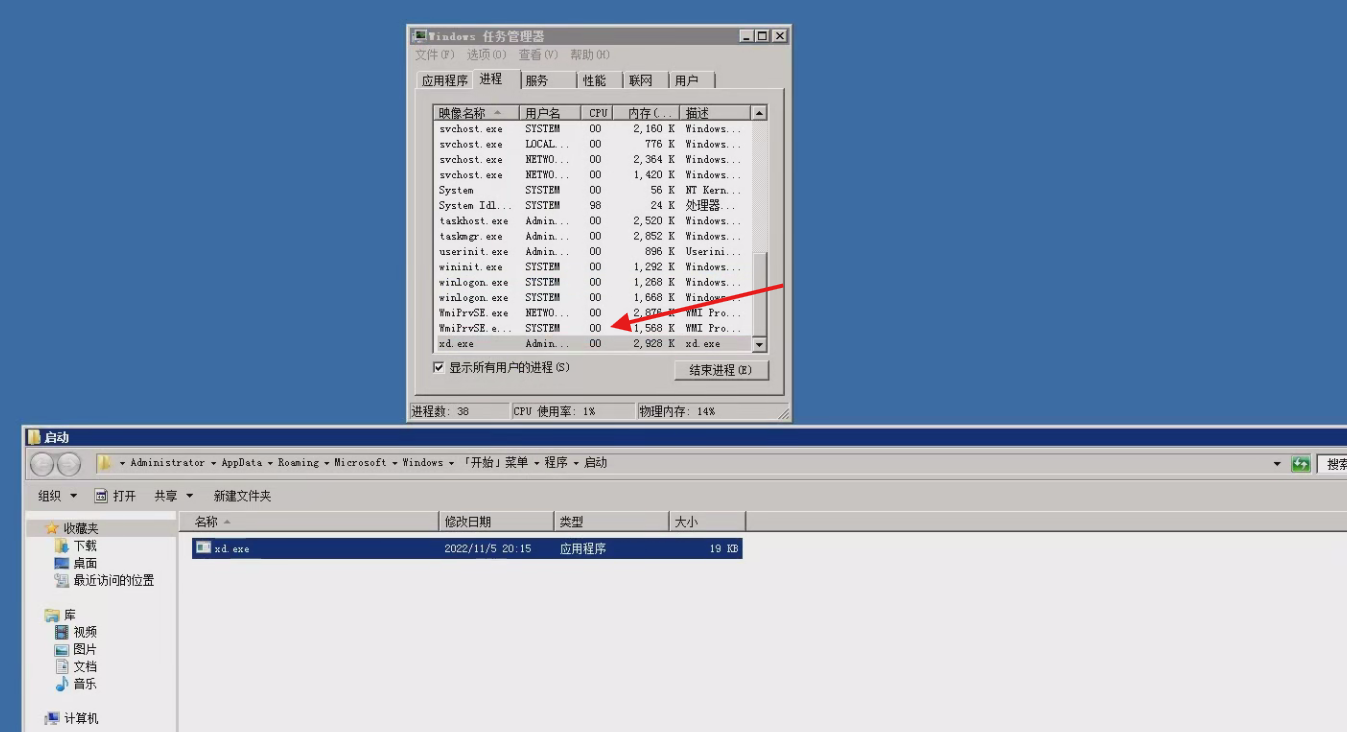 Windows 任务管理器
文件(F) 选项(O) 查看(V) 帮助(H)
应用程序 进程 服务 性能 联网 用户
映像名称 用户名 CPU 内存(... 描述
svchost.exe SYSTEM 00 2,160 K Windows...
svchost.exe LOCAL... 00 776 K Windows...
svchost.exe NETWO... 00 2,364 K Windows...
svchost.exe NETWO... 00 1,420 K Windows...
System SYSTEM 00 56 K NT Kern...
System Idl... SYSTEM 98 24 K 处理器...
taskhost.exe Admin... 00 2,520 K Windows...
taskmgr.exe Admin... 00 2,852 K Windows...
userinit.exe Admin... 00 896 K Userini...
wininit.exe SYSTEM 00 1,292 K Windows...
winlogon.exe SYSTEM 00 1,268 K Windows...
winlogon.exe SYSTEM 00 1,668 K Windows...
WmiPrvSE.exe NETWO... 00 2,876 K WMI Pro...
WmiPrvSE.e... SYSTEM 00 1,568 K WMI Pro...
xd.exe Admin... 00 2,928 K xd.exe
显示所有用户的进程(S) 结束进程(E)
进程数: 38 CPU 使用率: 1% 物理内存: 14%
启动
Administrator AppData Roaming Microsoft Windows 「开始」菜单 程序 启动 搜索
组织 打开 共享 新建文件夹
名称 修改日期 类型 大小
xd.exe 2022/11/5 20:15 应用程序 19 KB
收藏夹
下载
桌面
最近访问的位置
库
视频
图片
文档
音乐
计算机